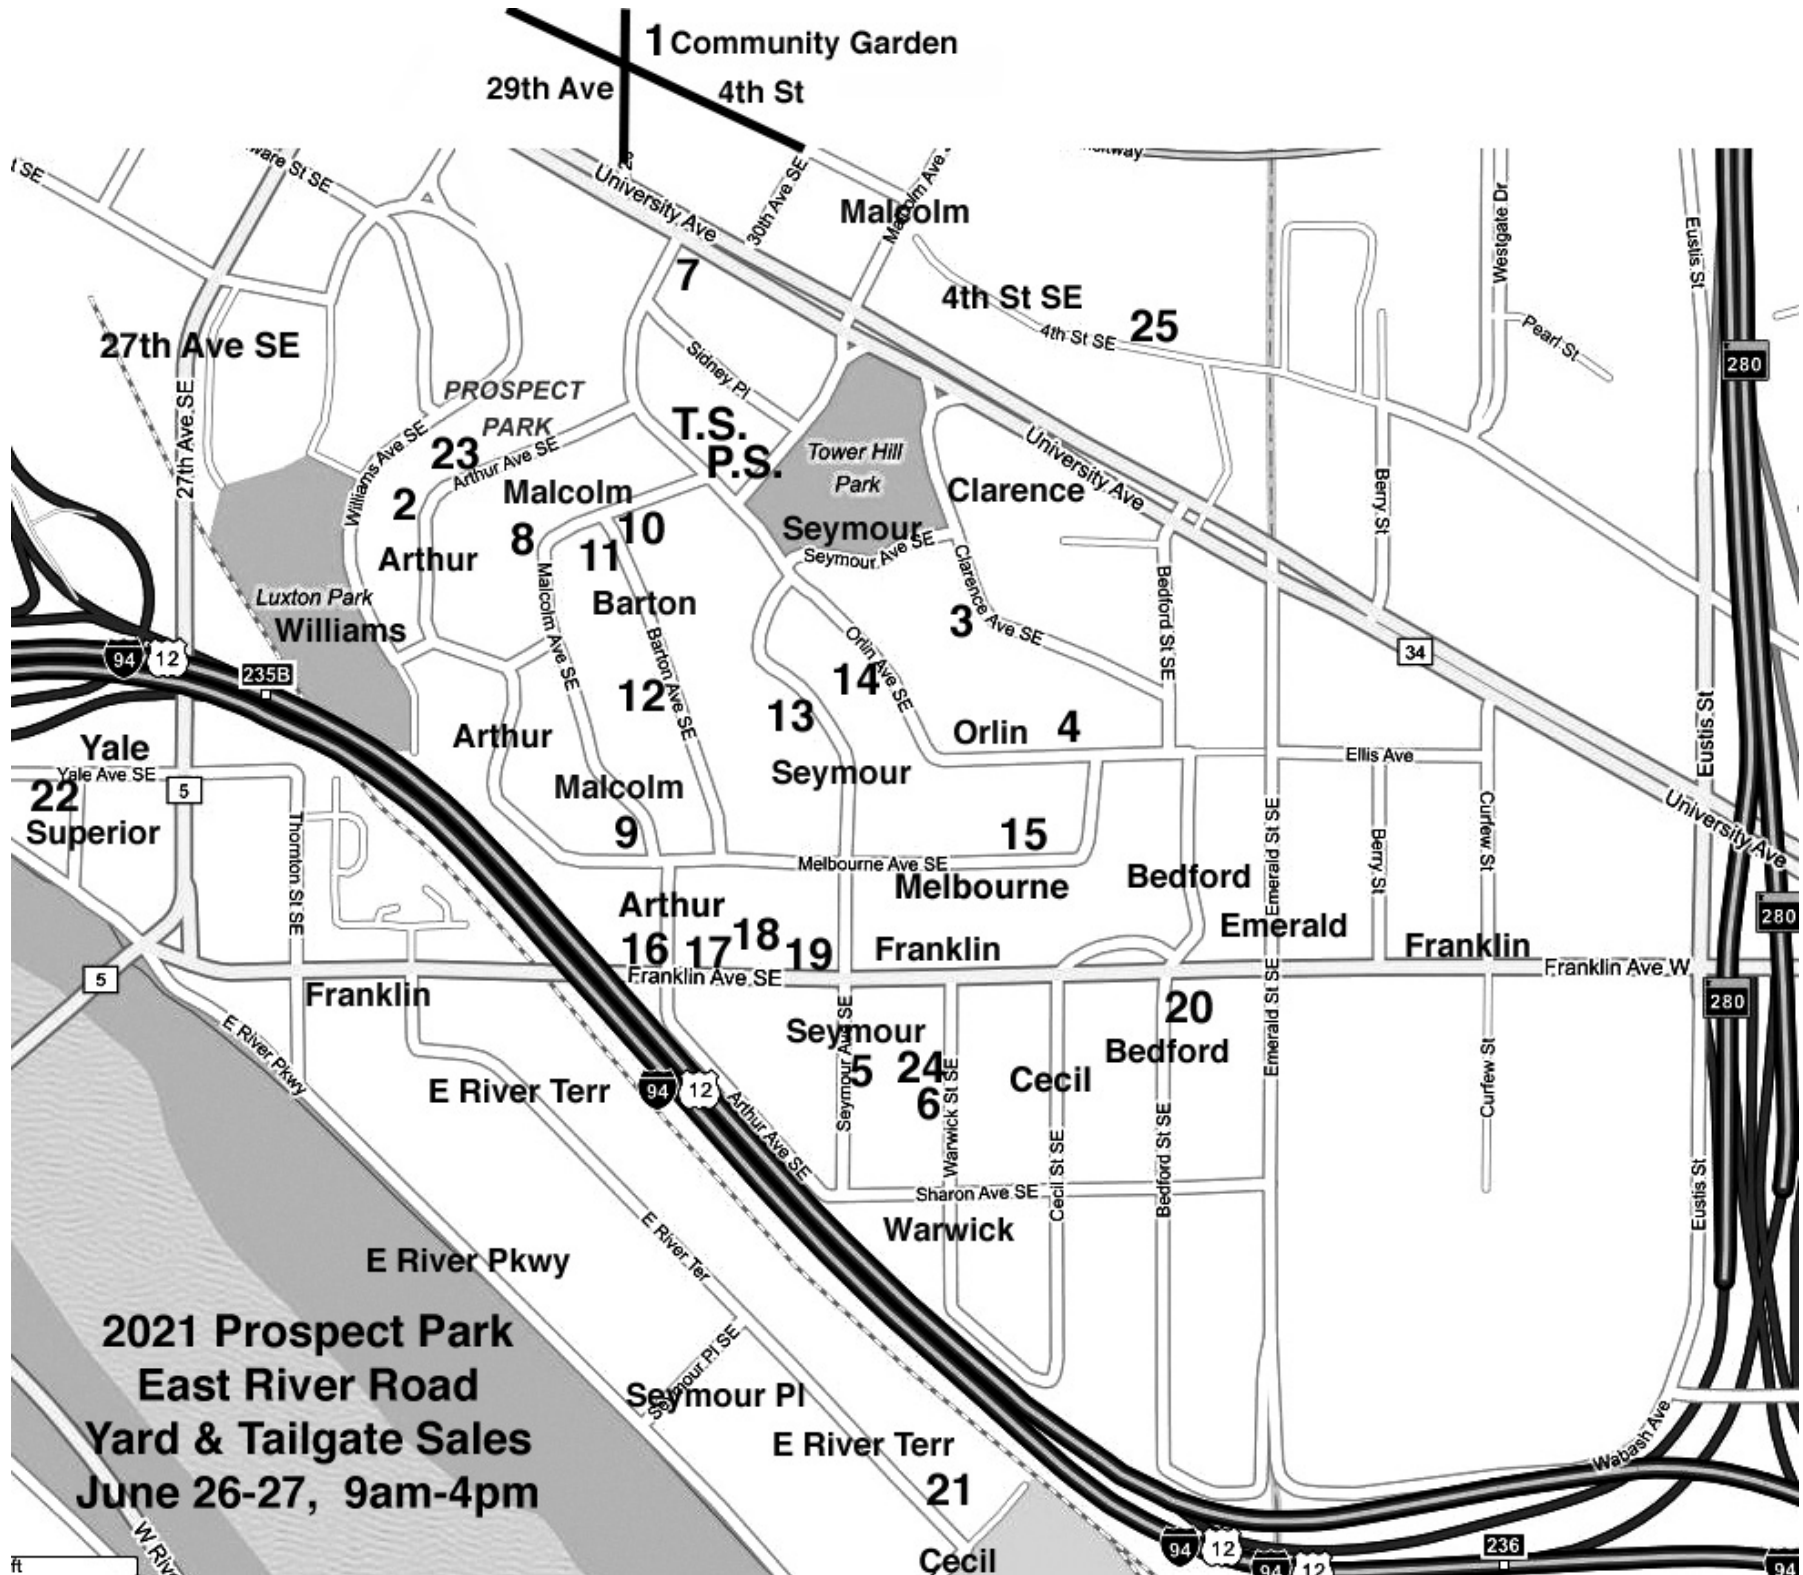 1 Community Garden
29th Ave
4th St
University Ave
30th Ave SE
Malcolm Ave
Malcolm
t SE
ware St SE
7
4th St SE
4th St SE
25
Westgate Dr
Pearl St
Eustis St
280
27th Ave SE
27th Ave SE
PROSPECT
PARK
Sidney Pl
T.S.
P.S.
Tower Hill
Park
Clarence
University Ave
Berry St
23
Williams Ave SE
Arthur Ave SE
2
Arthur
Malcolm
8
10
11
Seymour
Seymour Ave SE
Clarence Ave SE
Bedford St SE
Luxton Park
Williams
Malcolm Ave SE
Barton
Barton Ave SE
3
Orlin Ave SE
34
94
12
235B
12
13
14
Orlin
4
Ellis Ave
Eustis St
Arthur
Seymour
Yale
Yale Ave SE
22
Superior
5
Malcolm
9
15
Thornton St SE
Melbourne Ave SE
Melbourne
Bedford
Emerald St SE
Berry St
Curfew St
University Ave
280
Arthur
16
17
18
19
Franklin
Emerald
Franklin
Franklin Ave SE
Franklin Ave W
5
Franklin
280
E River Pkwy
Seymour
Seymour Ave SE
5
24
6
Warwick St SE
Cecil
20
Bedford
Emerald St SE
Curfew St
E River Terr
94
12
Arthur Ave SE
Sharon Ave SE
Cecil St SE
Bedford St SE
Eustis St
Warwick
E River Ter
E River Pkwy
2021 Prospect Park
East River Road
Yard & Tailgate Sales
June 26-27, 9am-4pm
Seymour Pl SE
Seymour Pl
E River Terr
21
Wabash Ave
W Rive
Cecil
94
12
94
12
236
94
ft